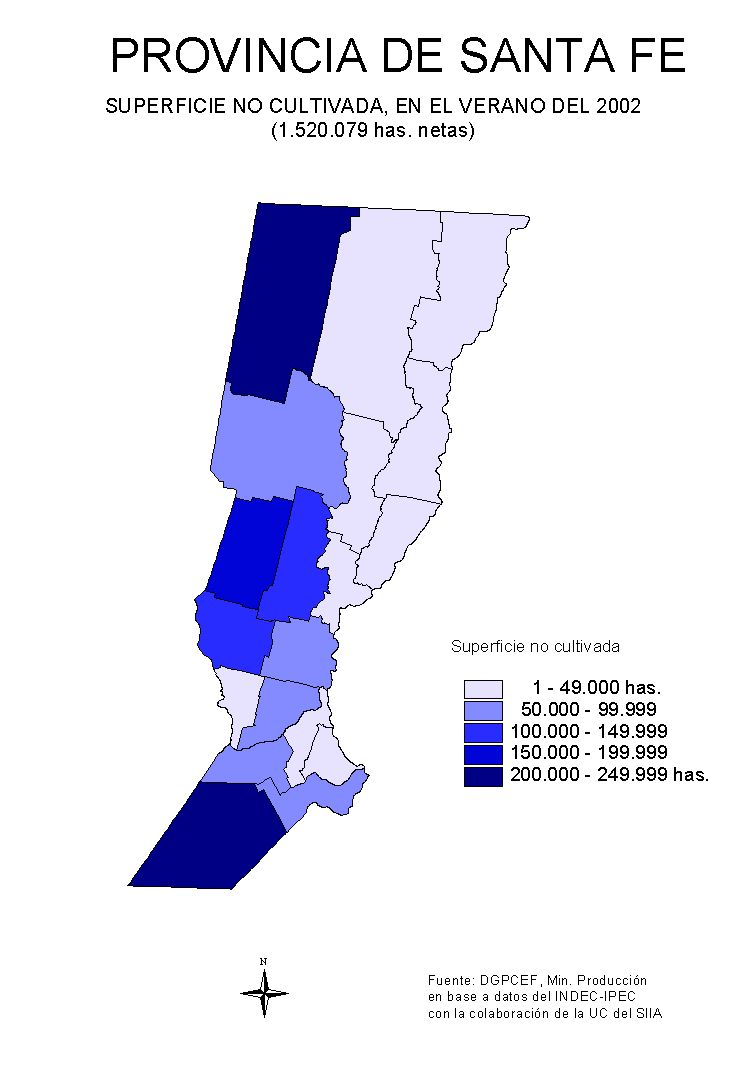 PROVINCIA DE SANTA FE
SUPERFICIE NO CULTIVADA, EN EL VERANO DEL 2002
(1.520.079 has. netas)
Superficie no cultivada
1 - 49.000 has.
50.000 - 99.999
100.000 - 149.999
150.000 - 199.999
200.000 - 249.999 has.
N
Fuente: DGPCEF, Min. Producción
en base a datos del INDEC-IPEC
con la colaboración de la UC del SIIA